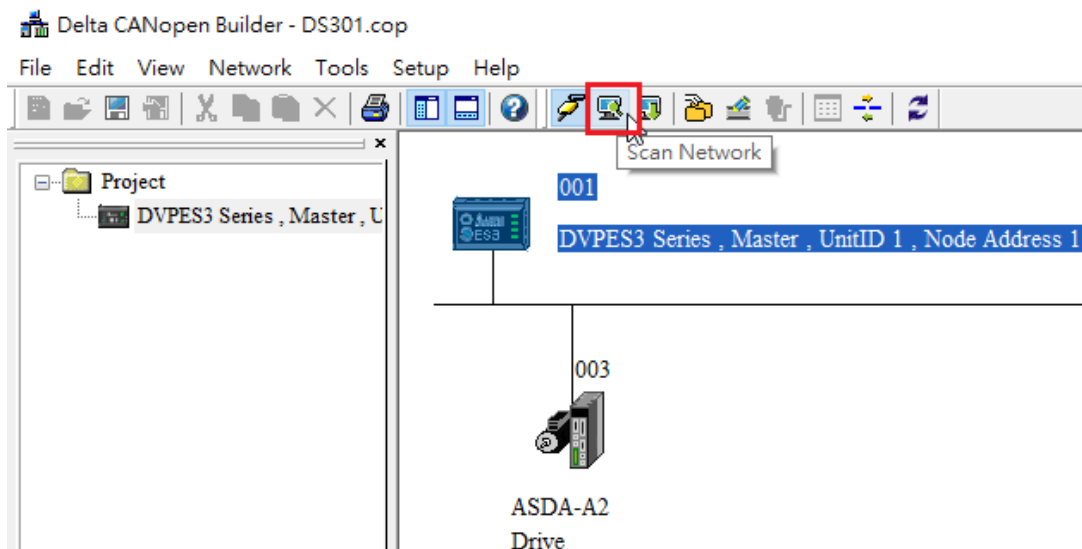 Delta CANopen Builder - DS301.cop
File Edit View Network Tools Setup Help
Scan Network
Project
DVPES3 Series , Master , U
001
ES3
DVPES3 Series , Master , UnitID 1 , Node Address 1
003
ASDA-A2
Drive